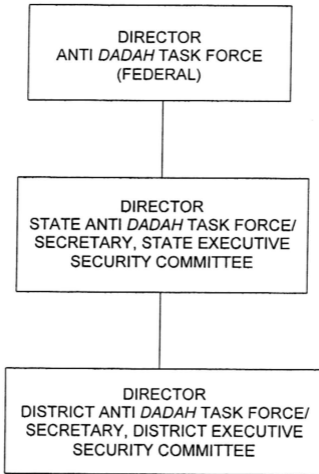 DIRECTOR
ANTI DADAH TASK FORCE
(FEDERAL)
DIRECTOR
STATE ANTI DADAH TASK FORCE/
SECRETARY, STATE EXECUTIVE
SECURITY COMMITTEE
DIRECTOR
DISTRICT ANTI DADAH TASK FORCE/
SECRETARY, DISTRICT EXECUTIVE
SECURITY COMMITTEE